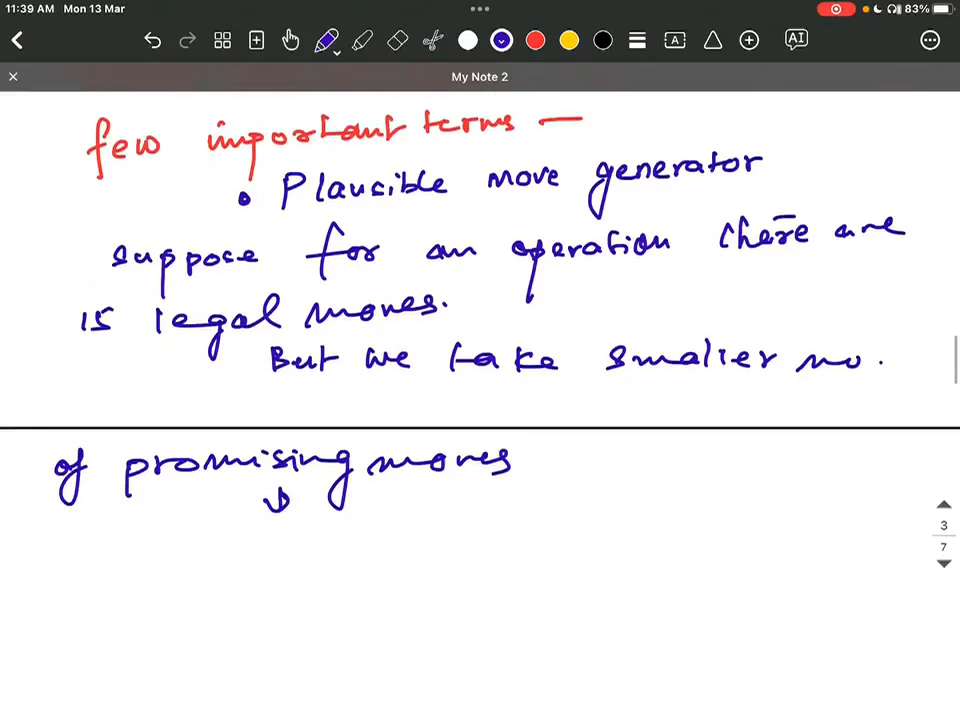 11:39 AM Mon 13 Mar 83%
A AI
My Note 2
few important terms —
• Plausible move generator
suppose for an operation there are
15 legal moves.
But we take smaller no.
of promising moves
3
7